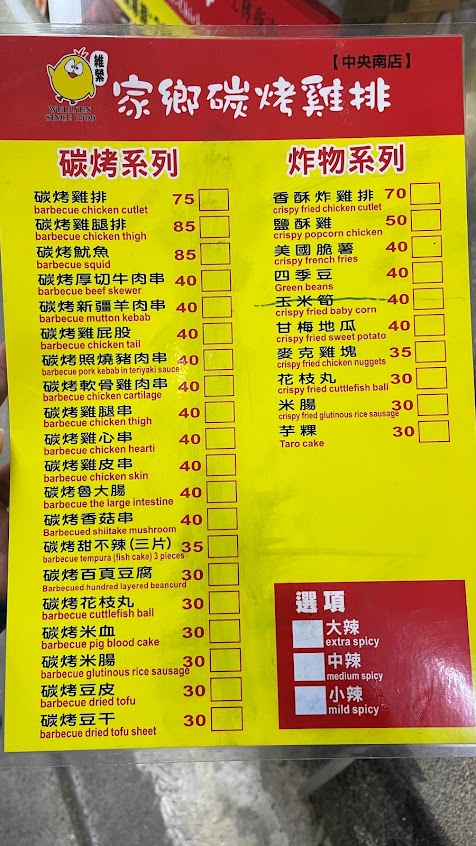 【中央南店】
維榮
WEI JUNN
SINCE 1999
家鄉碳烤雞排
碳烤系列
碳烤雞排 75
barbecue chicken cutlet
碳烤雞腿排 85
barbecue chicken thigh
碳烤魷魚 85
barbecue squid
碳烤厚切牛肉串 40
barbecue beef skewer
碳烤新疆羊肉串 40
barbecue mutton kebab
碳烤雞屁股 40
barbecue chicken tail
碳烤照燒豬肉串 40
barbecue pork kebab in teriyaki sauce
碳烤軟骨雞肉串 40
barbecue chicken cartilage
碳烤雞腿串 40
barbecue chicken thigh
碳烤雞心串 40
barbecue chicken hearti
碳烤雞皮串 40
barbecue chicken skin
碳烤魯大腸 40
barbecue the large intestine
碳烤香菇串 40
Barbecued shiitake mushroom
碳烤甜不辣(三片) 35
barbecue tempura (fish cake) 3 pieces
碳烤百頁豆腐 30
Barbecued hundred layered beancurd
碳烤花枝丸 30
barbecue cuttlefish ball
碳烤米血 30
barbecue pig blood cake
碳烤米腸 30
barbecue glutinous rice sausage
碳烤豆皮 30
barbecue dried tofu
碳烤豆干 30
barbecue dried tofu sheet
炸物系列
香酥炸雞排 70
crispy fried chicken cutlet
鹽酥雞 50
crispy popcorn chicken
美國脆薯 40
crispy french fries
四季豆 40
Green beans
玉米筍 40
crispy fried baby corn
甘梅地瓜 40
crispy fried sweet potato
麥克雞塊 35
crispy fried chicken nuggets
花枝丸 30
crispy fried cuttlefish ball
米腸 30
crispy fried glutinous rice sausage
芋粿 30
Taro cake
選項
大辣
extra spicy
中辣
medium spicy
小辣
mild spicy